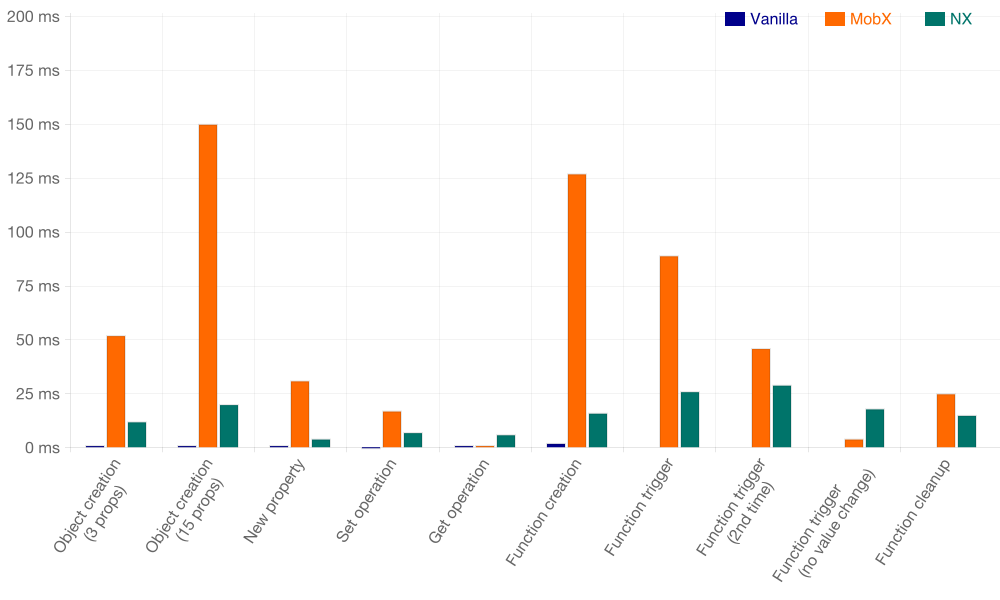 200 ms
175 ms
150 ms
125 ms
100 ms
75 ms
50 ms
25 ms
0 ms
Vanilla
MobX
NX
Object creation
(3 props)
Object creation
(15 props)
New property
Set operation
Get operation
Function creation
Function trigger
Function trigger
(2nd time)
Function trigger
(no value change)
Function cleanup